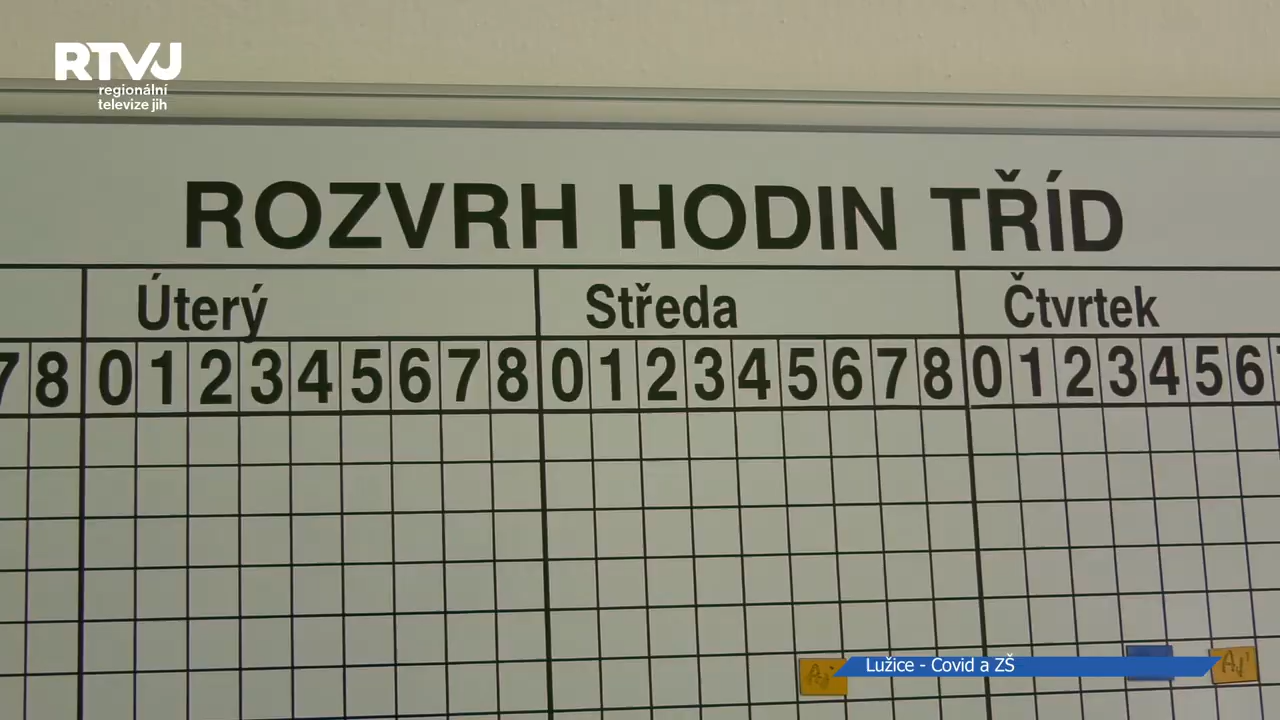 RTVJ
regionální
televize jih
ROZVRH HODIN TŘÍD
Úterý Středa Čtvrtek
7 8 0 1 2 3 4 5 6 7 8 0 1 2 3 4 5 6 7 8 0 1 2 3 4 5 6
Lužice - Covid a ZŠ